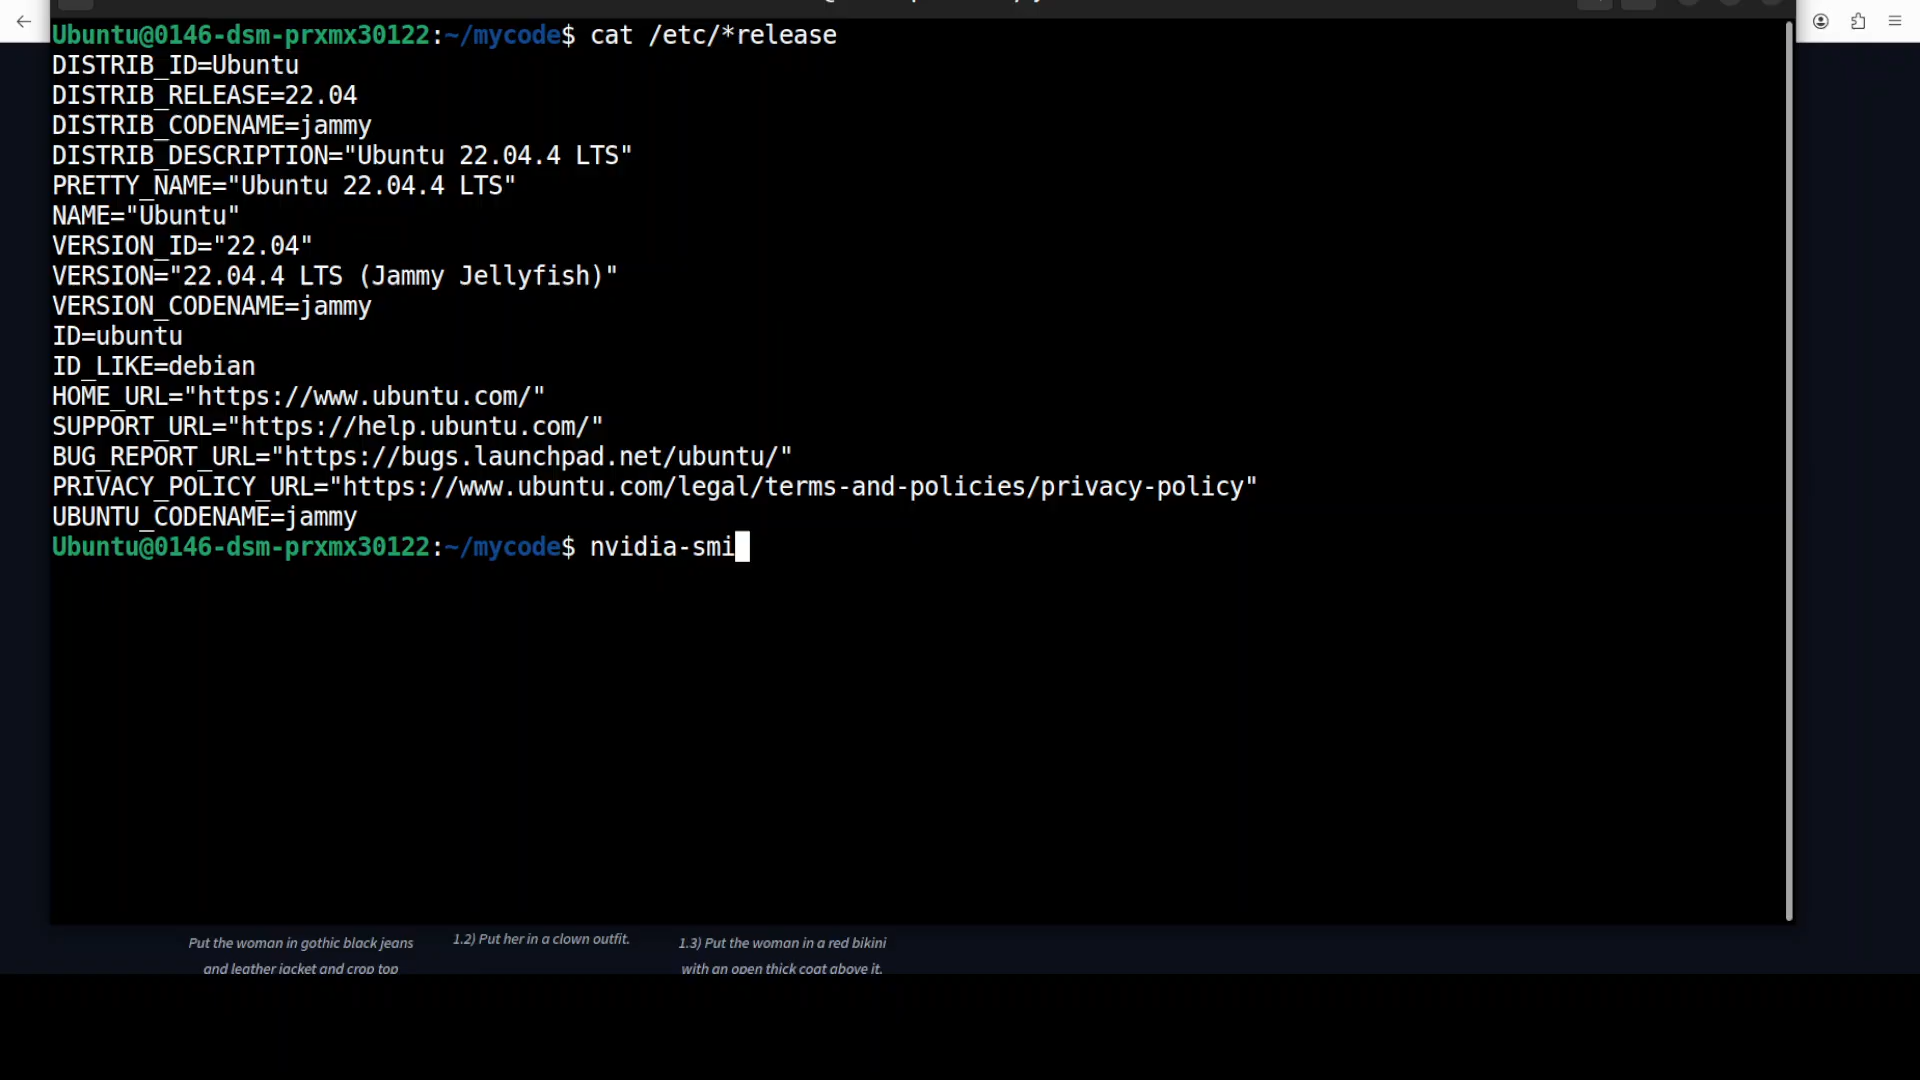 Ubuntu@0146-dsm-prxmx30122:~/mycode$ cat /etc/*release
DISTRIB_ID=Ubuntu
DISTRIB_RELEASE=22.04
DISTRIB_CODENAME=jammy
DISTRIB_DESCRIPTION="Ubuntu 22.04.4 LTS"
PRETTY_NAME="Ubuntu 22.04.4 LTS"
NAME="Ubuntu"
VERSION_ID="22.04"
VERSION="22.04.4 LTS (Jammy Jellyfish)"
VERSION_CODENAME=jammy
ID=ubuntu
ID_LIKE=debian
HOME_URL="https://www.ubuntu.com/"
SUPPORT_URL="https://help.ubuntu.com/"
BUG_REPORT_URL="https://bugs.launchpad.net/ubuntu/"
PRIVACY_POLICY_URL="https://www.ubuntu.com/legal/terms-and-policies/privacy-policy"
UBUNTU_CODENAME=jammy
Ubuntu@0146-dsm-prxmx30122:~/mycode$ nvidia-smi
Put the woman in gothic black jeans
and leather jacket and crop top
1.2) Put her in a clown outfit.
1.3) Put the woman in a red bikini
with an open thick coat above it.